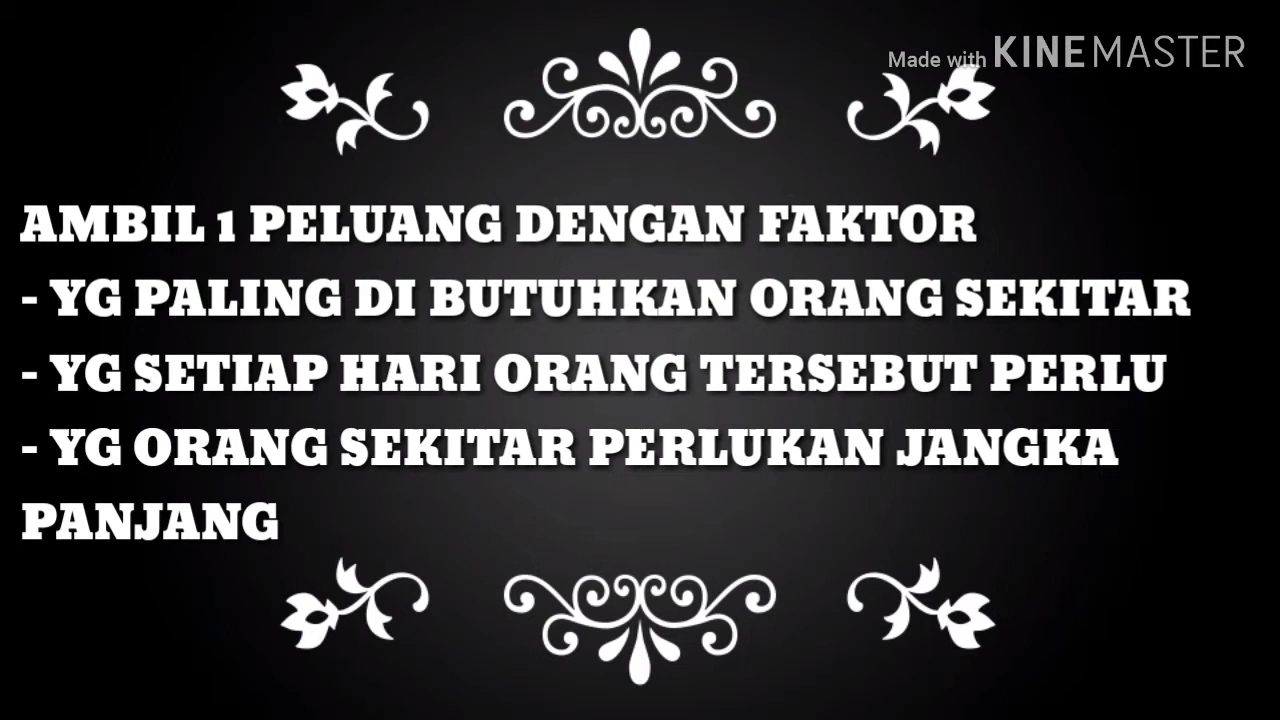 Made with KINEMASTER
AMBIL 1 PELUANG DENGAN FAKTOR
- YG PALING DI BUTUHKAN ORANG SEKITAR
- YG SETIAP HARI ORANG TERSEBUT PERLU
- YG ORANG SEKITAR PERLUKAN JANGKA
PANJANG